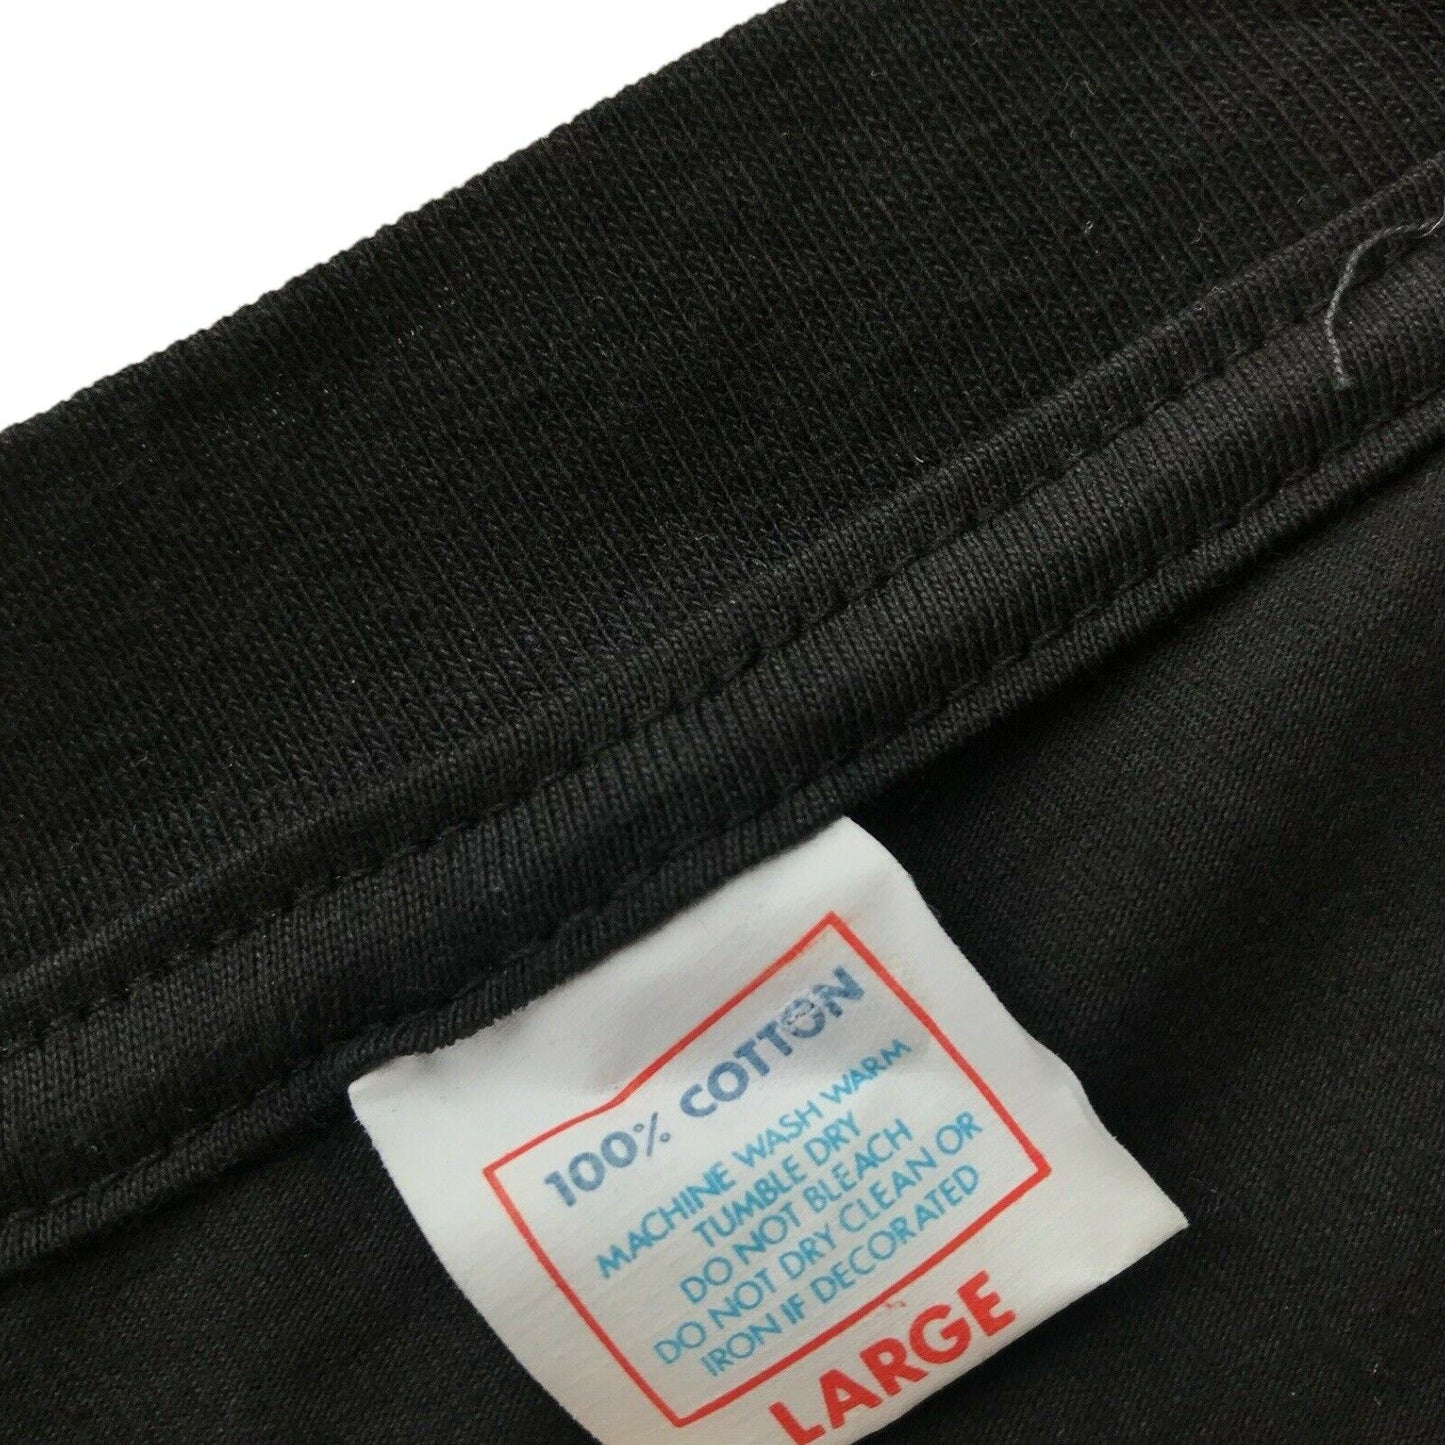 100% COTTON
MACHINE WASH WARM
TUMBLE DRY
DO NOT BLEACH
DO NOT DRY CLEAN OR
IRON IF DECORATED
LARGE